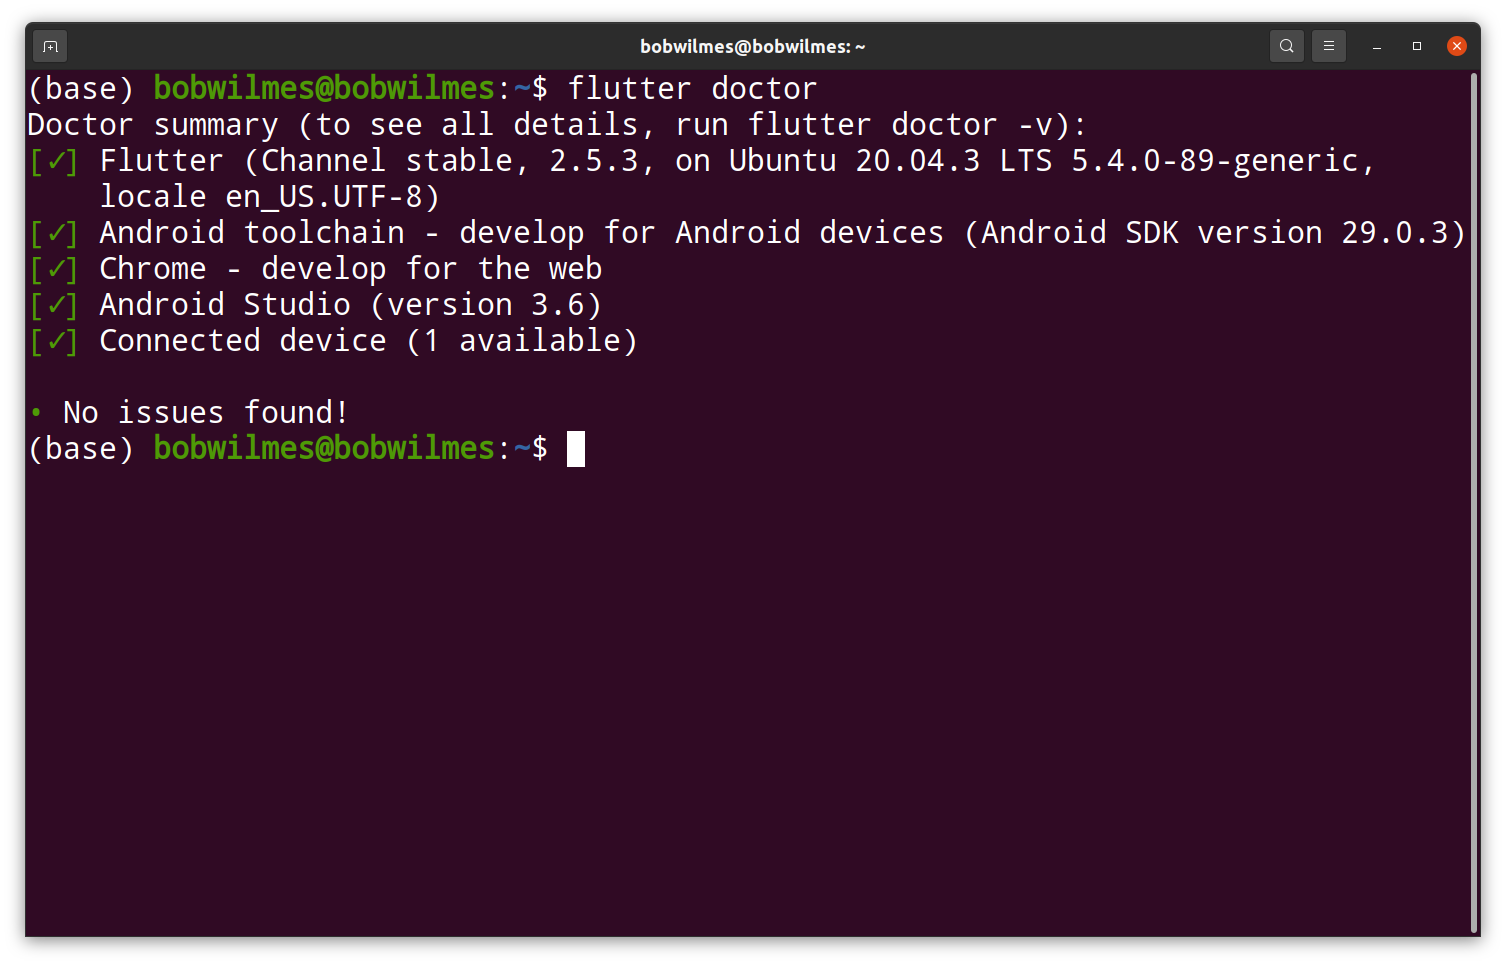 bobwilmes@bobwilmes: ~
(base) bobwilmes@bobwilmes:~$ flutter doctor
Doctor summary (to see all details, run flutter doctor -v):
[✓] Flutter (Channel stable, 2.5.3, on Ubuntu 20.04.3 LTS 5.4.0-89-generic,
    locale en_US.UTF-8)
[✓] Android toolchain - develop for Android devices (Android SDK version 29.0.3)
[✓] Chrome - develop for the web
[✓] Android Studio (version 3.6)
[✓] Connected device (1 available)

• No issues found!
(base) bobwilmes@bobwilmes:~$